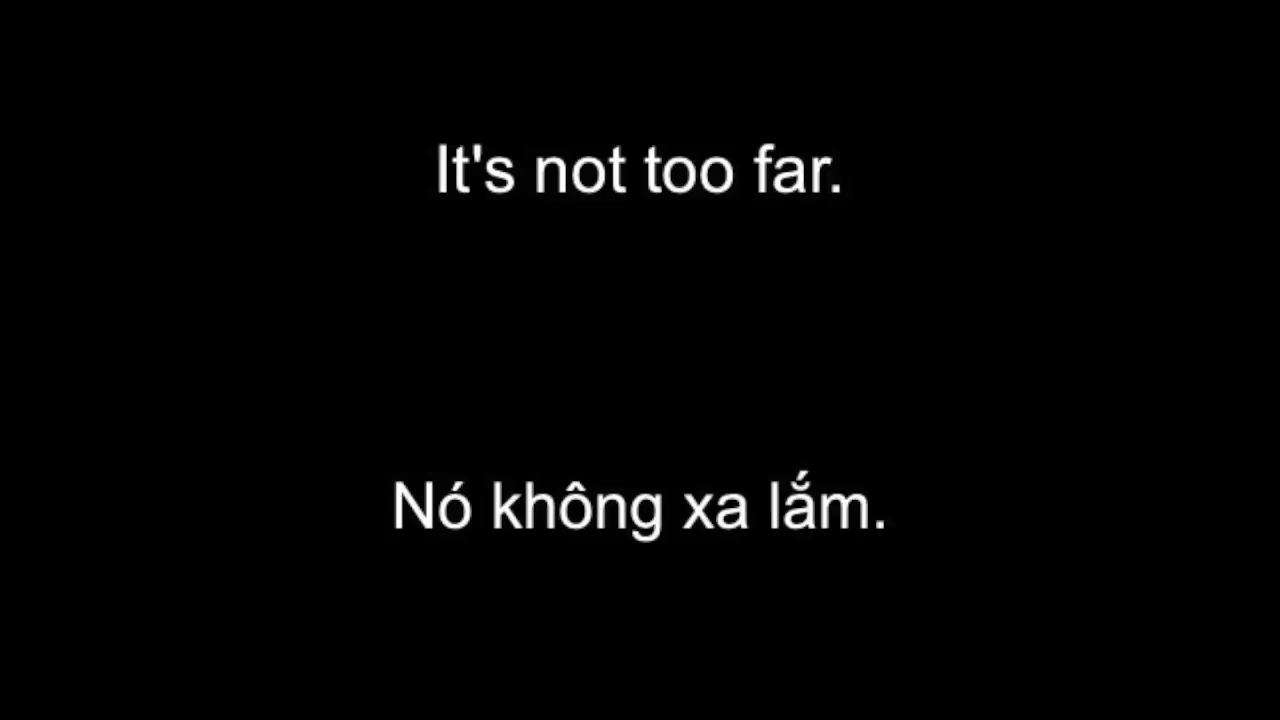 It's not too far.
Nó không xa lắm.